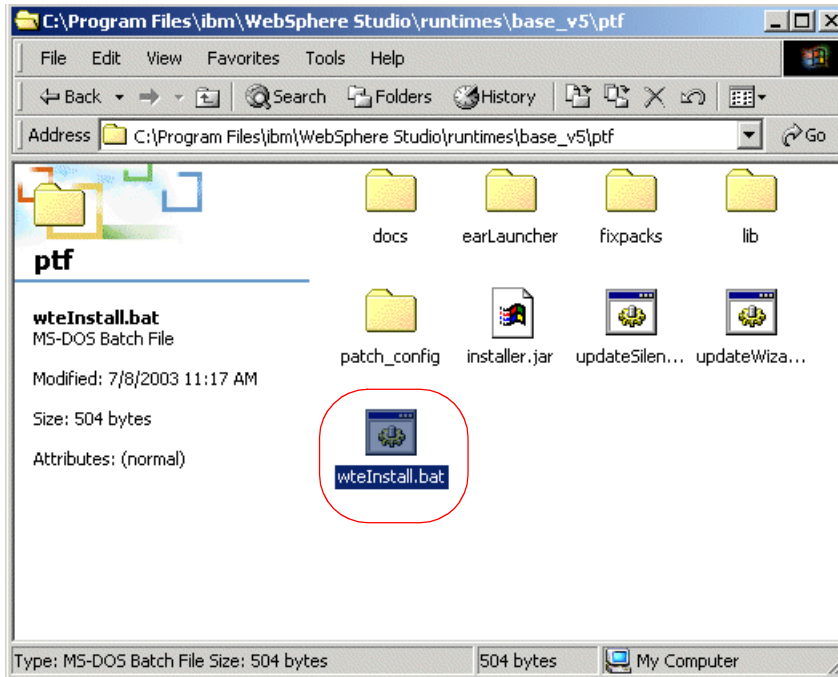 C:\Program Files\ibm\WebSphere Studio\runtimes\base_v5\ptf
File Edit View Favorites Tools Help
Back Search Folders History
Address C:\Program Files\ibm\WebSphere Studio\runtimes\base_v5\ptf Go
docs earLauncher fixpacks lib
ptf
wteInstall.bat
MS-DOS Batch File
patch_config installer.jar updateSilen... updateWiza...
Modified: 7/8/2003 11:17 AM
Size: 504 bytes
Attributes: (normal)
wteInstall.bat
Type: MS-DOS Batch File Size: 504 bytes 504 bytes My Computer